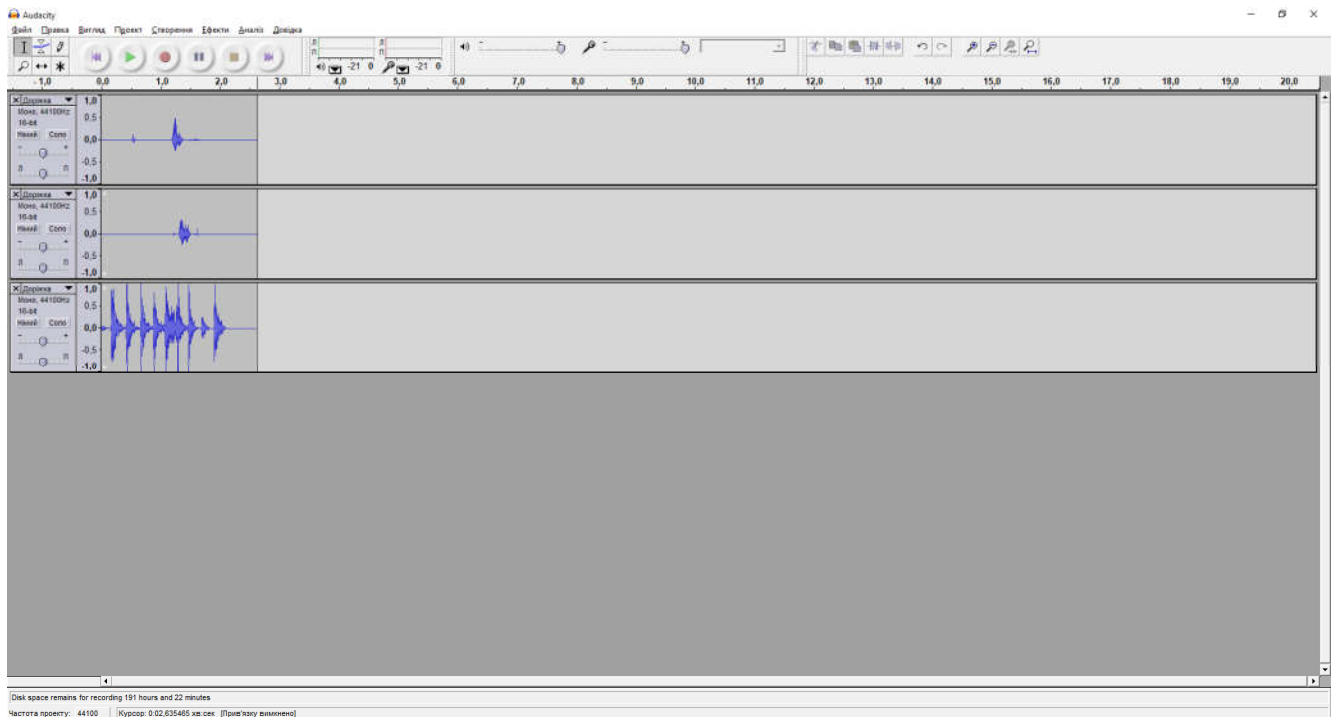 Audacity
Файл Правка Вигляд Проект Створення Ефекти Аналіз Довідка
Л
П
Л
П
-21 0
-21 0
- 1,0 0,0 1,0 2,0 3,0 4,0 5,0 6,0 7,0 8,0 9,0 10,0 11,0 12,0 13,0 14,0 15,0 16,0 17,0 18,0 19,0 20,0
Доріжка
Моно, 44100Hz
16-bit
Німий Соло
- +
Л П
1,0
0,5
0,0
-0,5
-1,0
Доріжка
Моно, 44100Hz
16-bit
Німий Соло
- +
Л П
1,0
0,5
0,0
-0,5
-1,0
Доріжка
Моно, 44100Hz
16-bit
Німий Соло
- +
Л П
1,0
0,5
0,0
-0,5
-1,0
Disk space remains for recording 191 hours and 22 minutes
Частота проекту: 44100 Курсор: 0:02,635465 хв:сек [Прив'язку вимкнено]